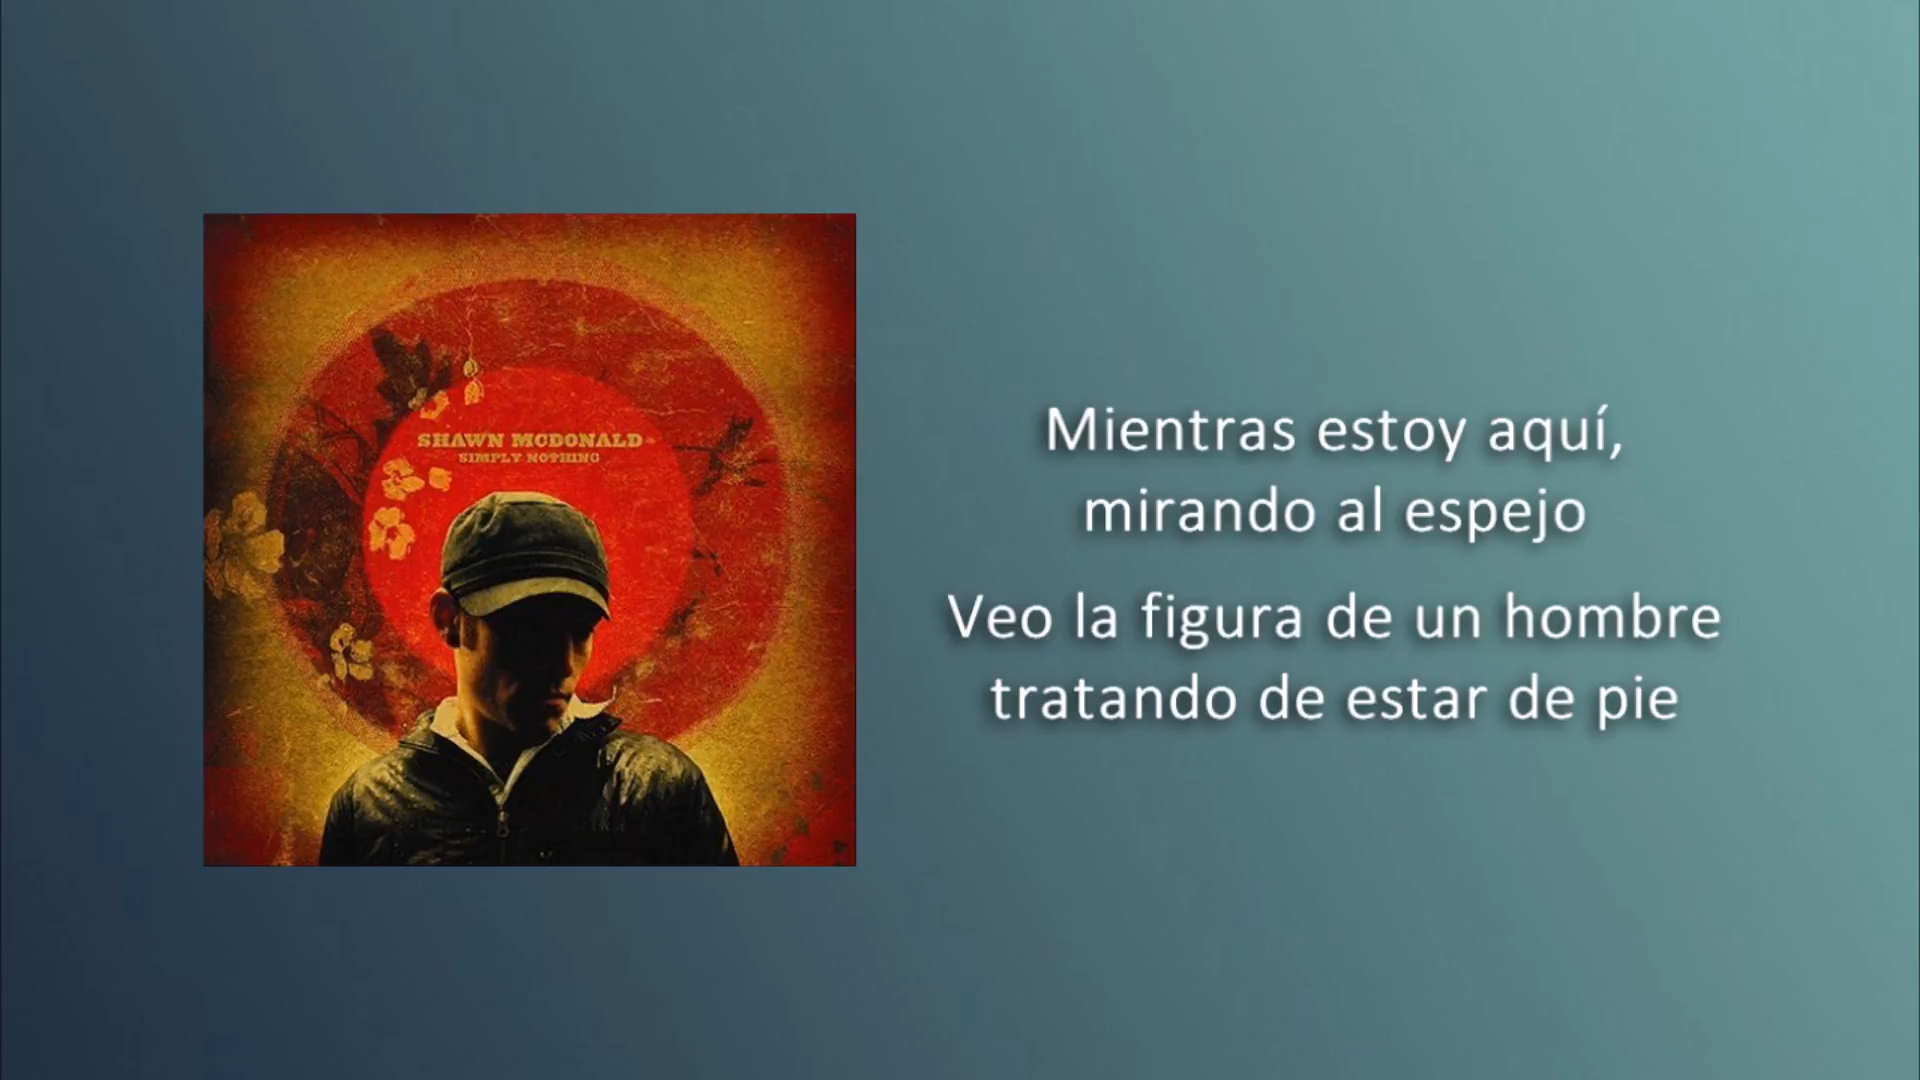 SHAWN MCDONALD
SIMPLY NOTHING
Mientras estoy aquí,
mirando al espejo
Veo la figura de un hombre
tratando de estar de pie